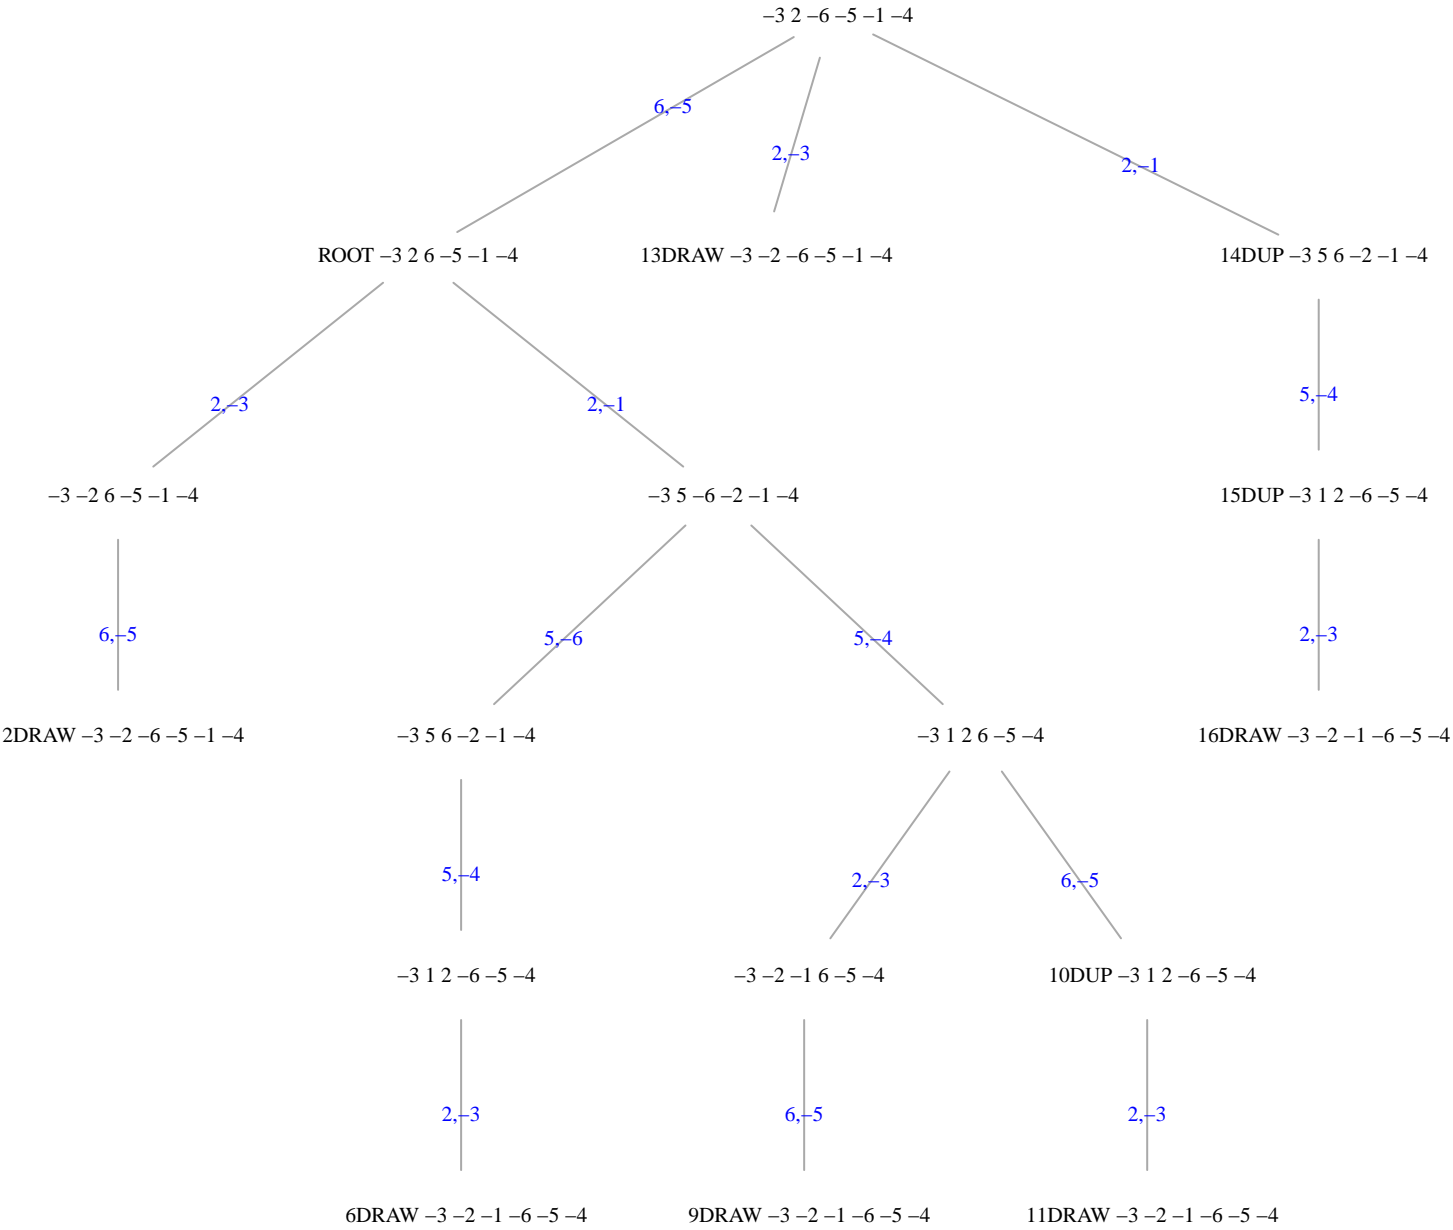 –3 2 –6 –5 –1 –4
6,–5
2,–3
2,–1
ROOT –3 2 6 –5 –1 –4
13DRAW –3 –2 –6 –5 –1 –4
14DUP –3 5 6 –2 –1 –4
2,–3
2,–1
5,–4
–3 –2 6 –5 –1 –4
–3 5 –6 –2 –1 –4
15DUP –3 1 2 –6 –5 –4
6,–5
5,–6
5,–4
2,–3
2DRAW –3 –2 –6 –5 –1 –4
–3 5 6 –2 –1 –4
–3 1 2 6 –5 –4
16DRAW –3 –2 –1 –6 –5 –4
5,–4
2,–3
6,–5
–3 1 2 –6 –5 –4
–3 –2 –1 6 –5 –4
10DUP –3 1 2 –6 –5 –4
2,–3
6,–5
2,–3
6DRAW –3 –2 –1 –6 –5 –4
9DRAW –3 –2 –1 –6 –5 –4
11DRAW –3 –2 –1 –6 –5 –4